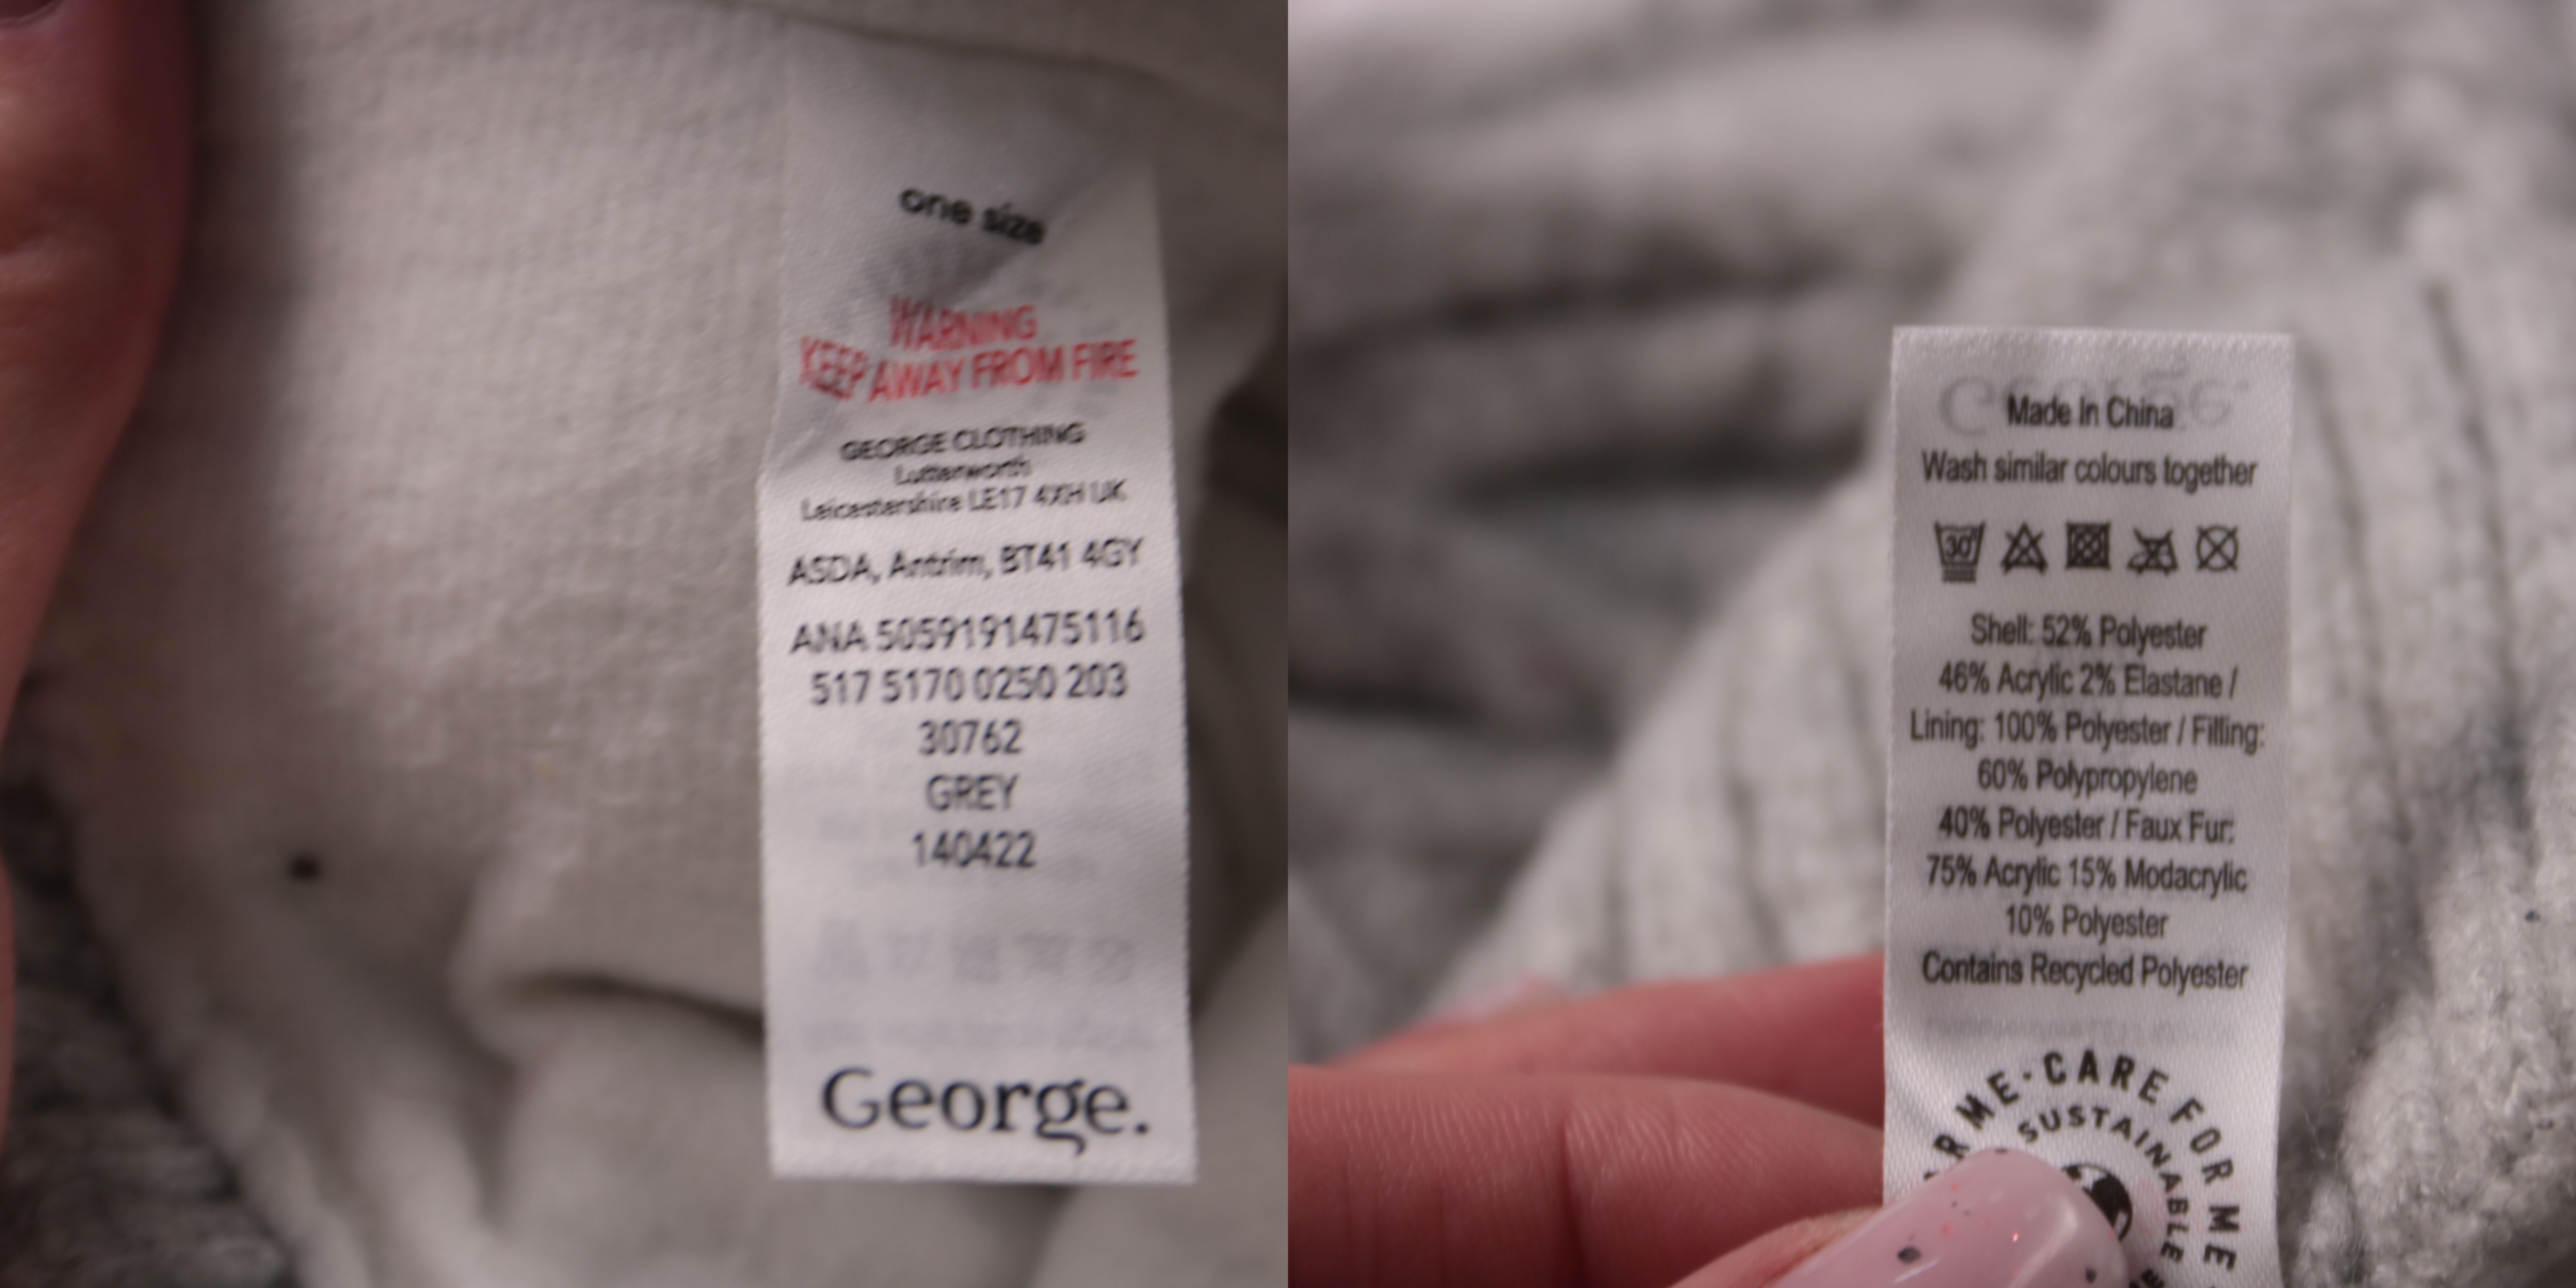 one size
WARNING
KEEP AWAY FROM FIRE
GEORGE CLOTHING
Lutterworth
Leicestershire LE17 4XH UK
ASDA, Antrim, BT41 4GY
ANA 5059191475116
517 5170 0250 203
30762
GREY
140422
George.
Made In China
Wash similar colours together
30
Shell: 52% Polyester
46% Acrylic 2% Elastane /
Lining: 100% Polyester / Filling:
60% Polypropylene
40% Polyester / Faux Fur:
75% Acrylic 15% Modacrylic
10% Polyester
Contains Recycled Polyester
ME · CARE FOR ME
SUSTAINABLE